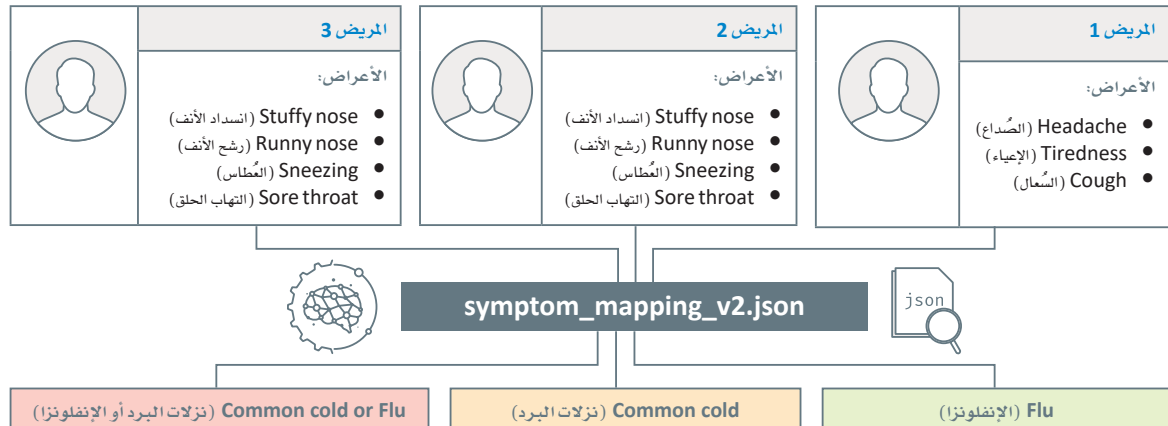 المريض 1
الأعراض:
• Headache (الصُداع)
• Tiredness (الإعياء)
• Cough (السُعال)
المريض 2
الأعراض:
• Stuffy nose (انسداد الأنف)
• Runny nose (رشح الأنف)
• Sneezing (العُطاس)
• Sore throat (التهاب الحلق)
المريض 3
الأعراض:
• Stuffy nose (انسداد الأنف)
• Runny nose (رشح الأنف)
• Sneezing (العُطاس)
• Sore throat (التهاب الحلق)
json
symptom_mapping_v2.json
Flu (الإنفلونزا)
Common cold (نزلات البرد)
Common cold or Flu (نزلات البرد أو الإنفلونزا)